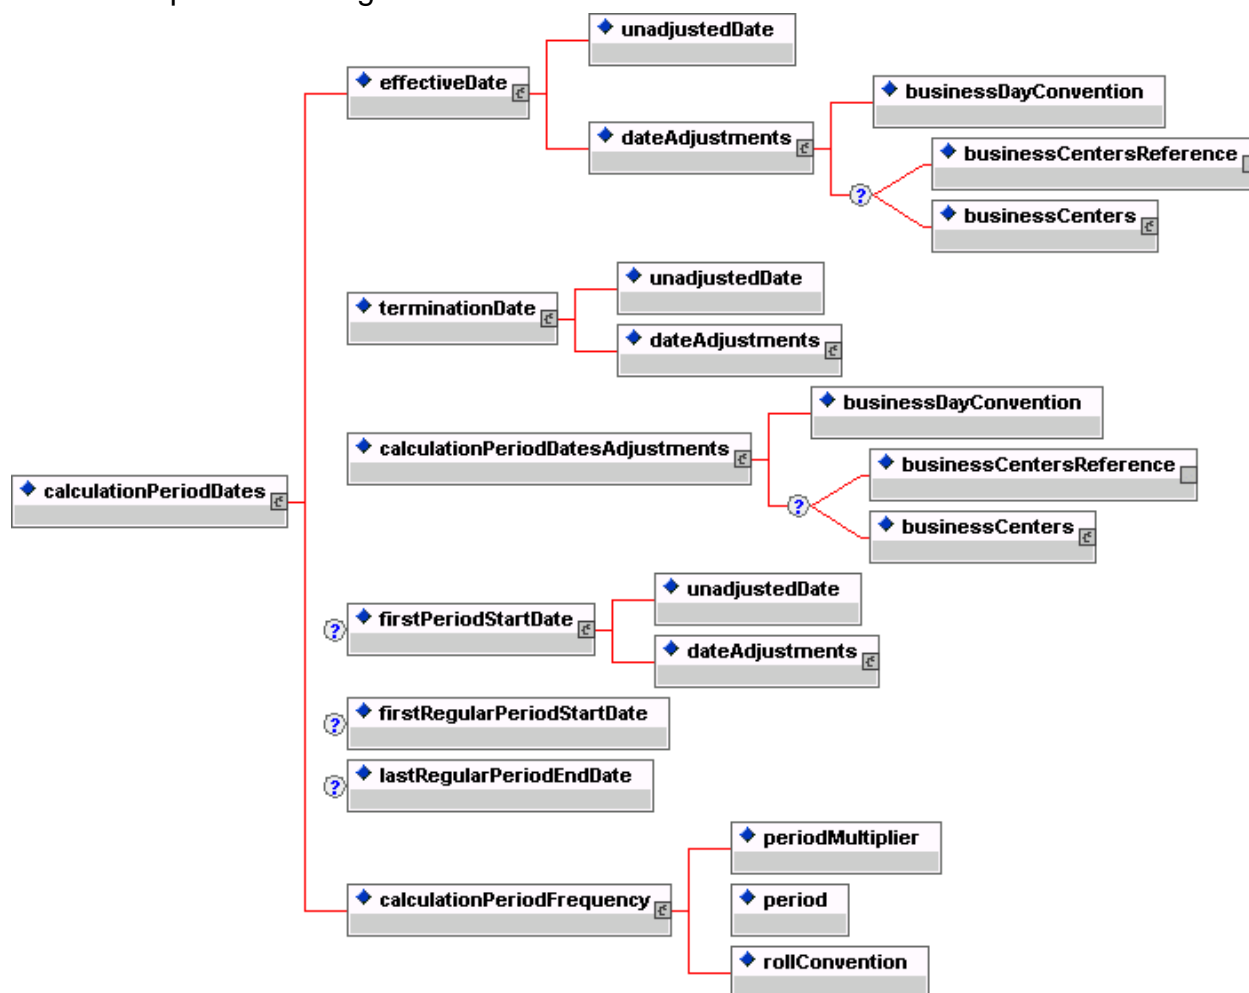 unadjustedDate
effectiveDate
businessDayConvention
dateAdjustments
businessCentersReference
?
businessCenters
unadjustedDate
terminationDate
dateAdjustments
businessDayConvention
calculationPeriodDatesAdjustments
businessCentersReference
calculationPeriodDates
?
businessCenters
unadjustedDate
? firstPeriodStartDate
dateAdjustments
? firstRegularPeriodStartDate
? lastRegularPeriodEndDate
periodMultiplier
calculationPeriodFrequency
period
rollConvention